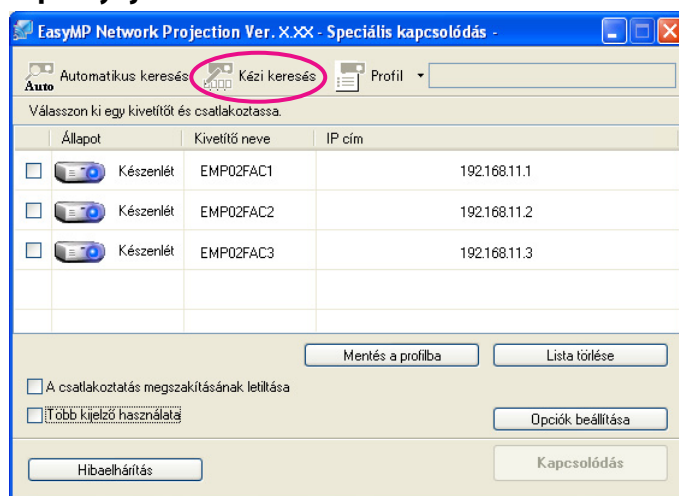 EasyMP Network Projection Ver. X.XX - Speciális kapcsolódás -
Auto Automatikus keresés Kézi keresés Profil
Válasszon ki egy kivetítőt és csatlakoztassa.
Állapot Kivetítő neve IP cím
Készenlét EMP02FAC1 192.168.11.1
Készenlét EMP02FAC2 192.168.11.2
Készenlét EMP02FAC3 192.168.11.3
Mentés a profilba Lista törlése
A csatlakoztatás megszakításának letiltása
Több kijelző használata
Opciók beállítása
Hibaelhárítás Kapcsolódás